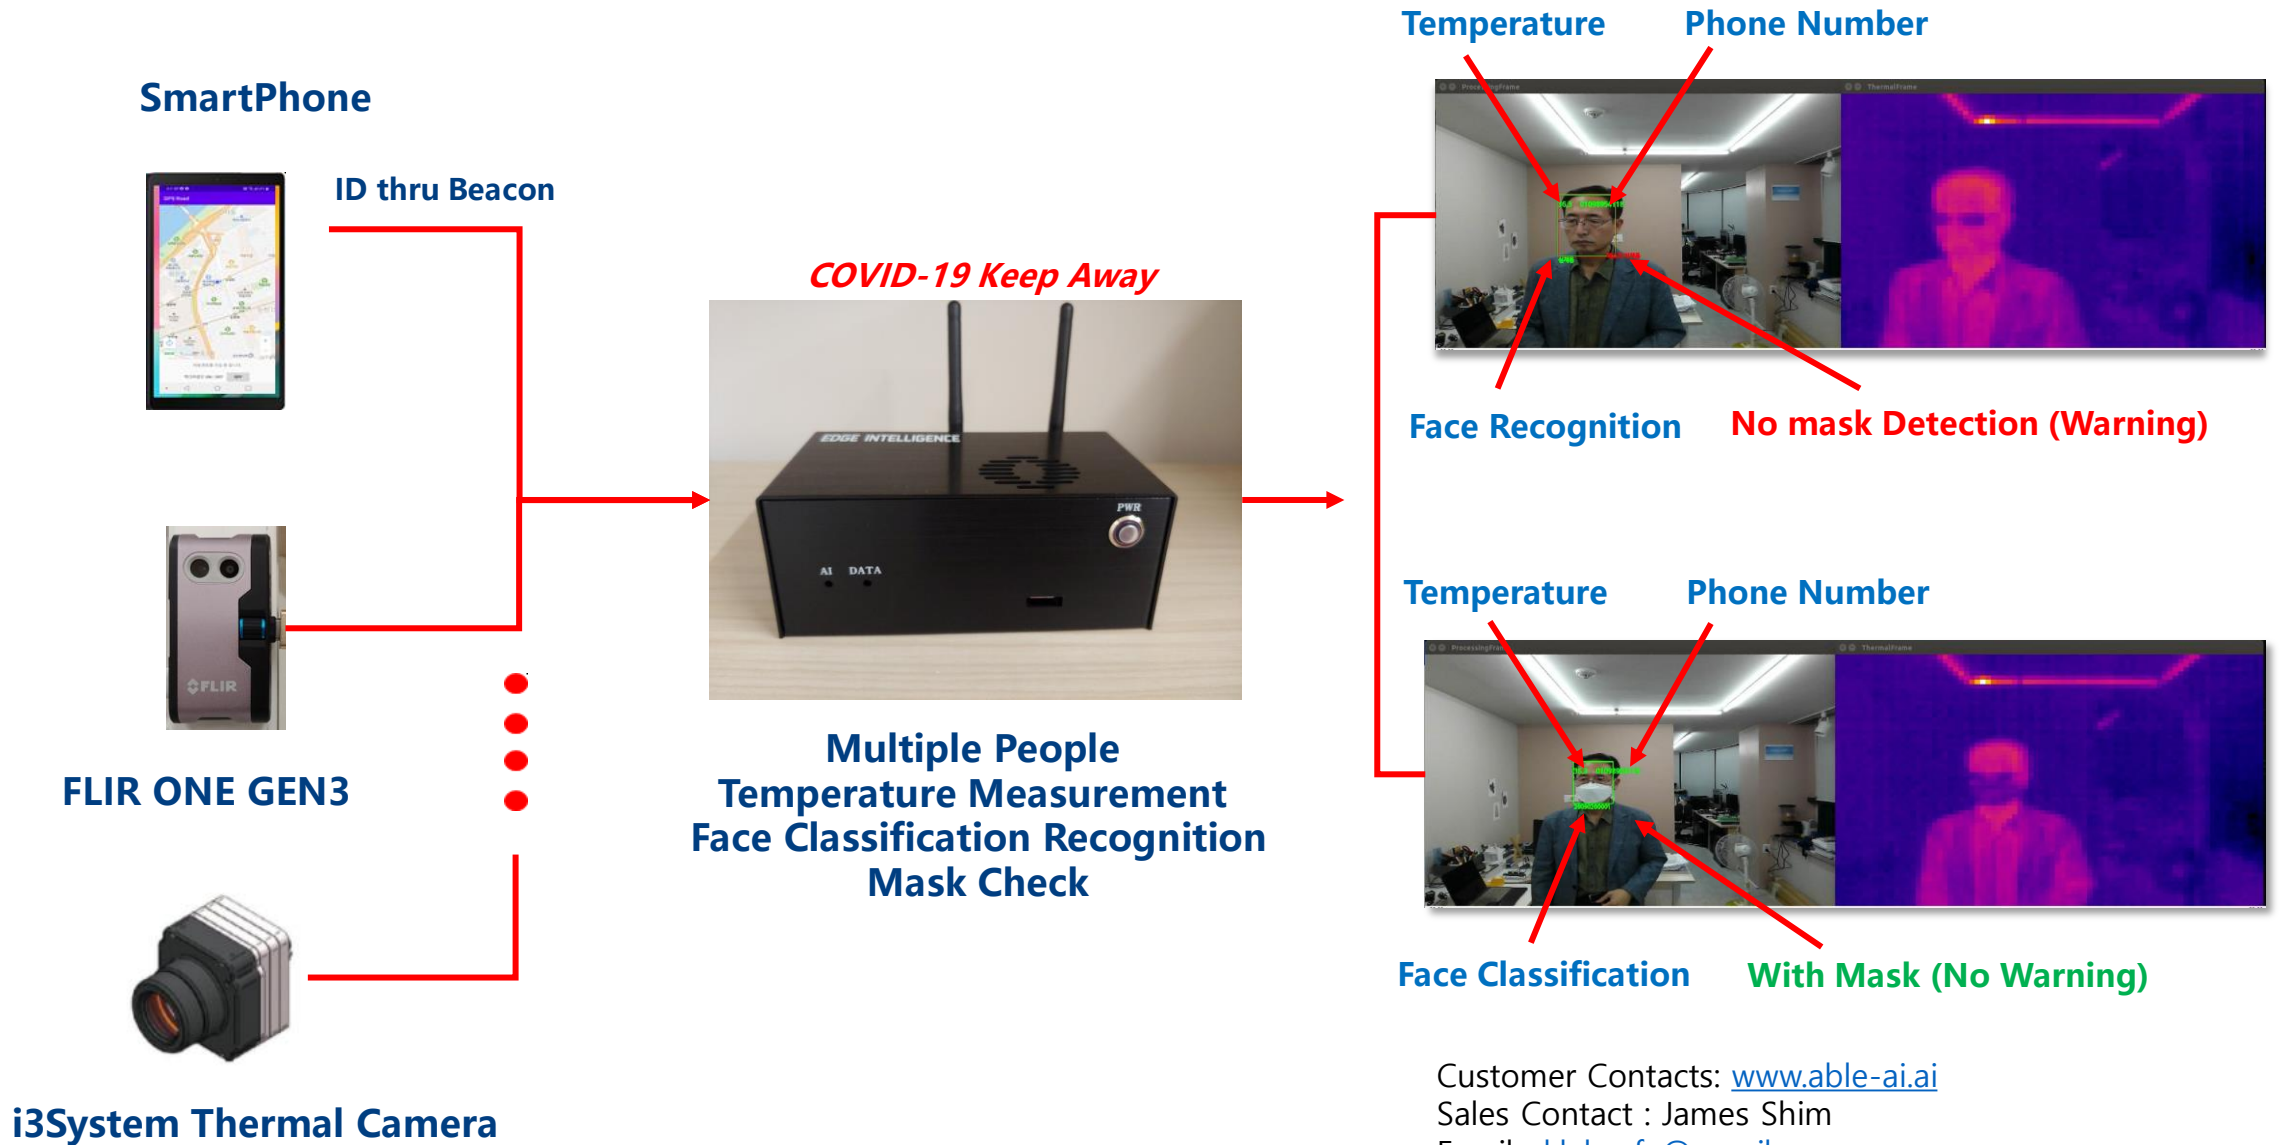 Temperature
Phone Number
SmartPhone
ID thru Beacon
ProcessingFrame
ThermalFrame
COVID-19 Keep Away
EDGE INTELLIGENCE
PWR
AI DATA
Face Recognition
No mask Detection (Warning)
FLIR
FLIR ONE GEN3
Multiple People
Temperature Measurement
Face Classification Recognition
Mask Check
Temperature
Phone Number
ThermalFrame
Face Classification
With Mask (No Warning)
i3System Thermal Camera
Customer Contacts: www.able-ai.ai
Sales Contact : James Shim